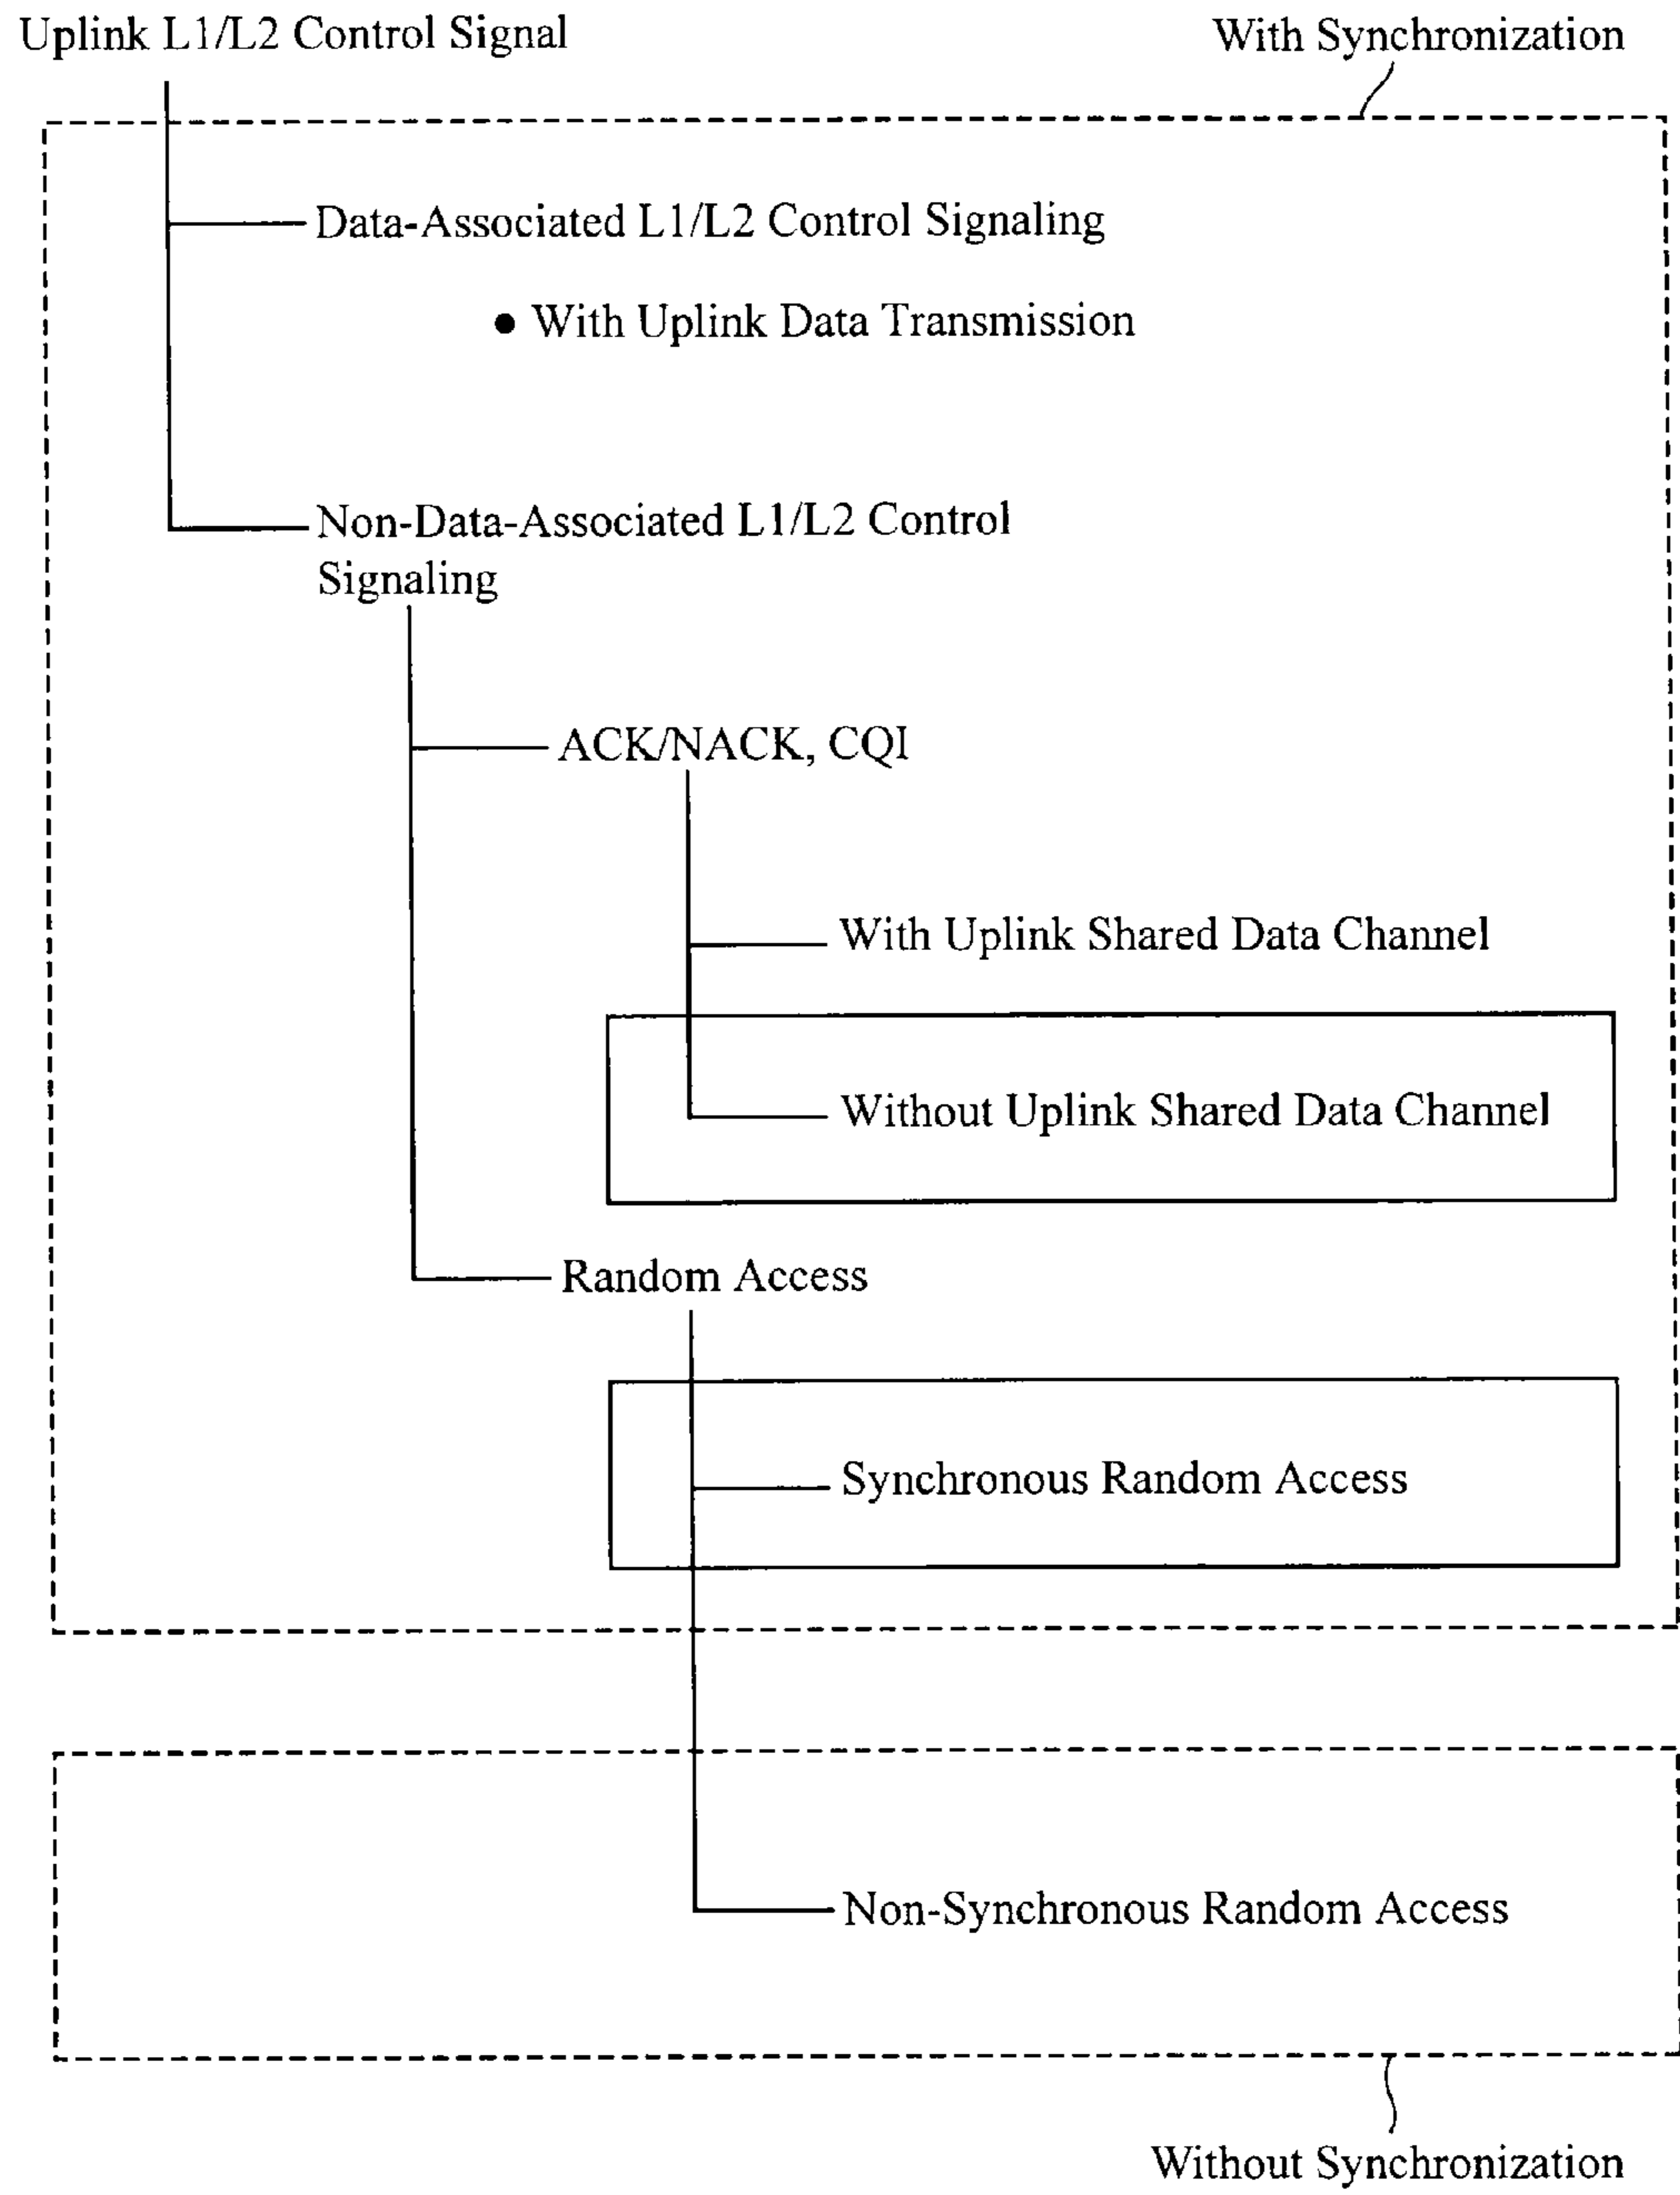 Uplink L1/L2 Control Signal
With Synchronization
Data-Associated L1/L2 Control Signaling
● With Uplink Data Transmission
Non-Data-Associated L1/L2 Control
Signaling
ACK/NACK, CQI
With Uplink Shared Data Channel
Without Uplink Shared Data Channel
Random Access
Synchronous Random Access
Non-Synchronous Random Access
Without Synchronization